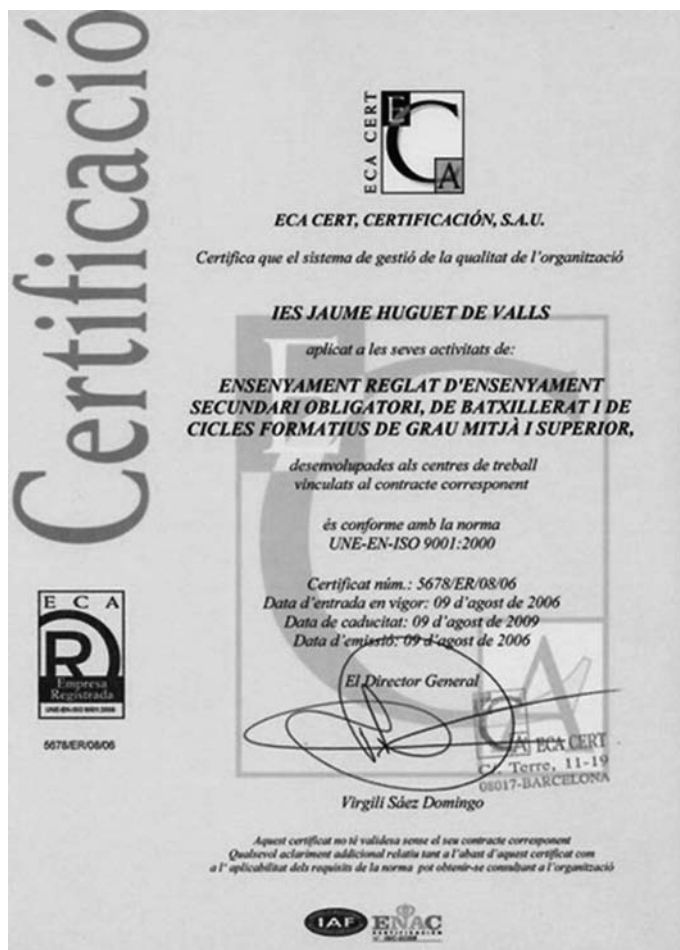 Certificació
ECA CERT
E C A
ECA CERT, CERTIFICACIÓN, S.A.U.
Certifica que el sistema de gestió de la qualitat de l'organització
IES JAUME HUGUET DE VALLS
aplicat a les seves activitats de:
ENSENYAMENT REGLAT D'ENSENYAMENT
SECUNDARI OBLIGATORI, DE BATXILLERAT I DE
CICLES FORMATIUS DE GRAU MITJÀ I SUPERIOR,
desenvolupades als centres de treball
vinculats al contracte corresponent
és conforme amb la norma
UNE-EN-ISO 9001:2000
Certificat núm.: 5678/ER/08/06
Data d'entrada en vigor: 09 d'agost de 2006
Data de caducitat: 09 d'agost de 2009
Data d'emissió: 09 d'agost de 2006
El Director General
E C A
R
Empresa
Registrada
UNE-EN-ISO 9001:2000
5678/ER/08/06
ECA CERT
C/. Terre, 11-19
08017-BARCELONA
Virgili Sáez Domingo
Aquest certificat no té validesa sense el seu contracte corresponent
Qualsevol aclariment addicional relatiu tant a l'abast d'aquest certificat com
a l' aplicabilitat dels requisits de la norma pot obtenir-se consultant a l'organització
IAF ENAC
CERTIFICACIÓN